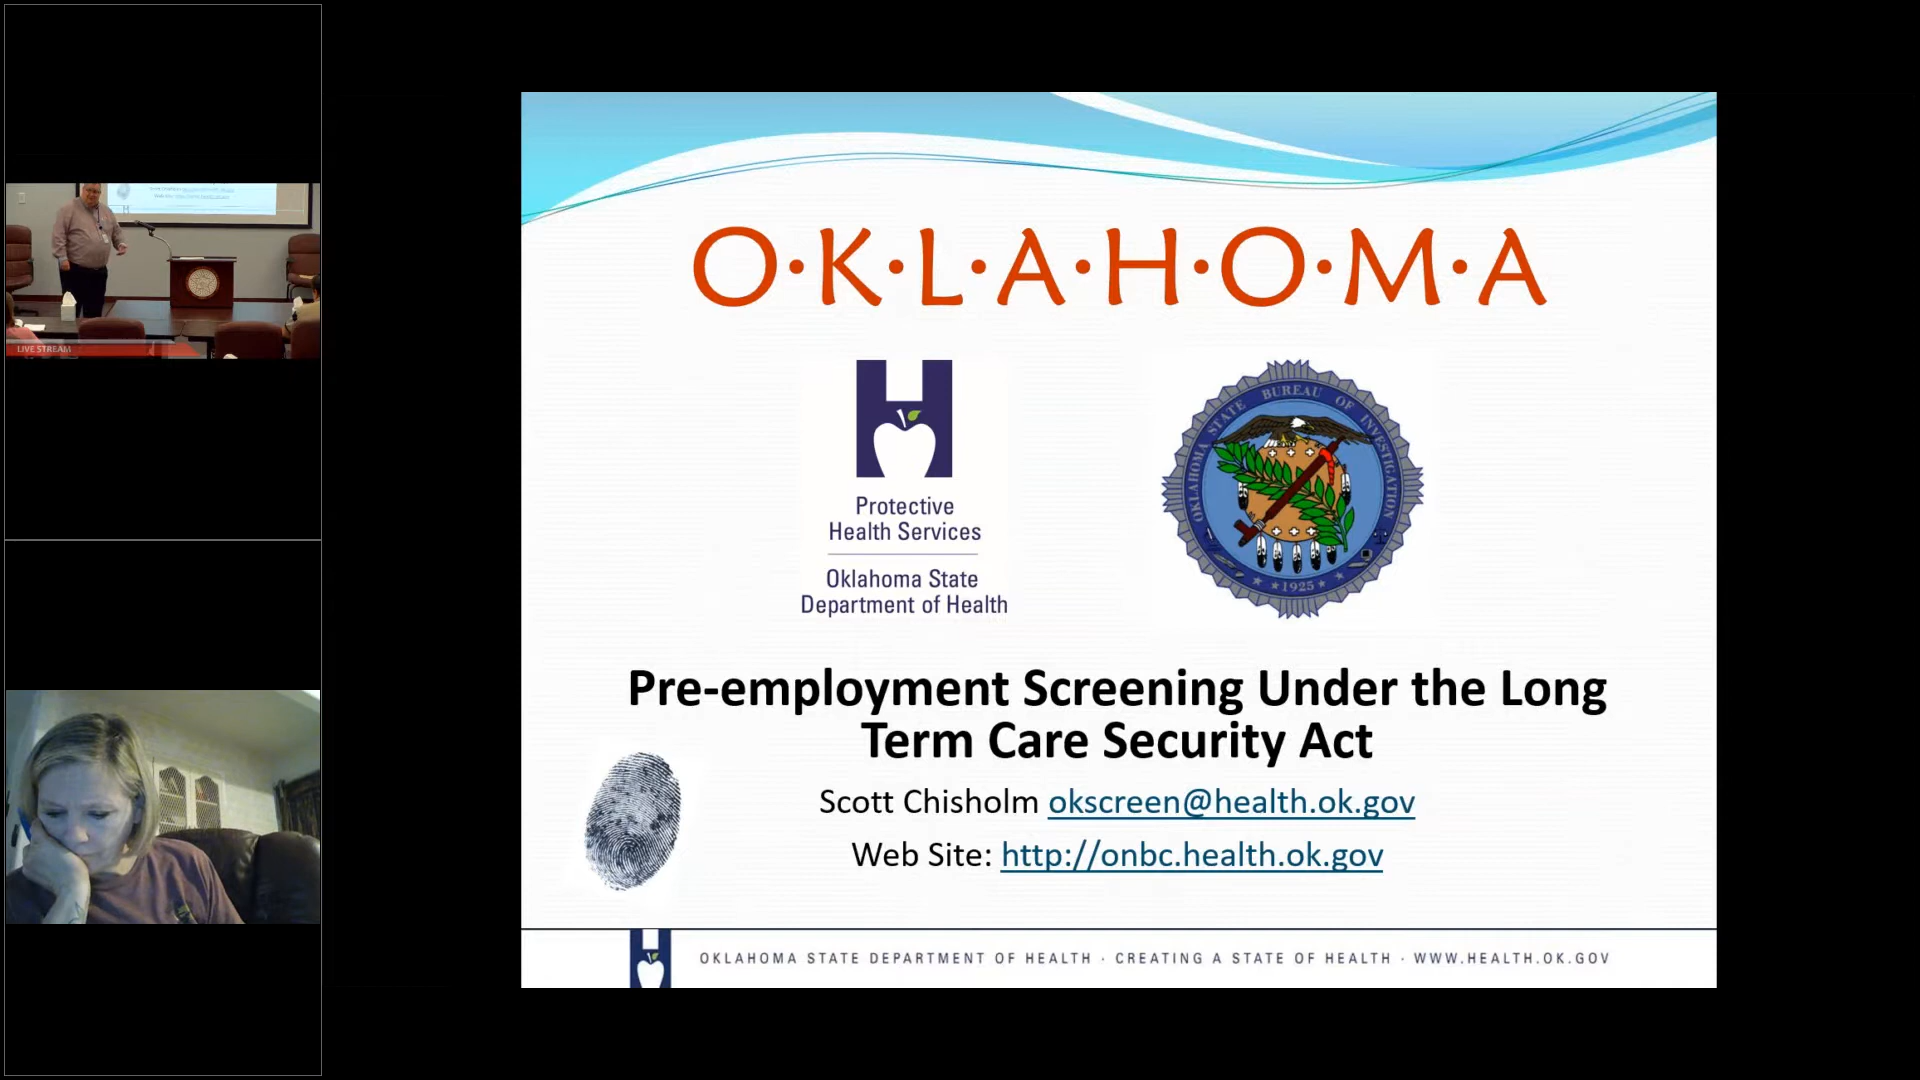 LIVE STREAM
O·K·L·A·H·O·M·A
Protective
Health Services
Oklahoma State
Department of Health
OKLAHOMA STATE BUREAU OF INVESTIGATION
1925
Pre-employment Screening Under the Long
Term Care Security Act
Scott Chisholm okscreen@health.ok.gov
Web Site: http://onbc.health.ok.gov
OKLAHOMA STATE DEPARTMENT OF HEALTH · CREATING A STATE OF HEALTH · WWW.HEALTH.OK.GOV